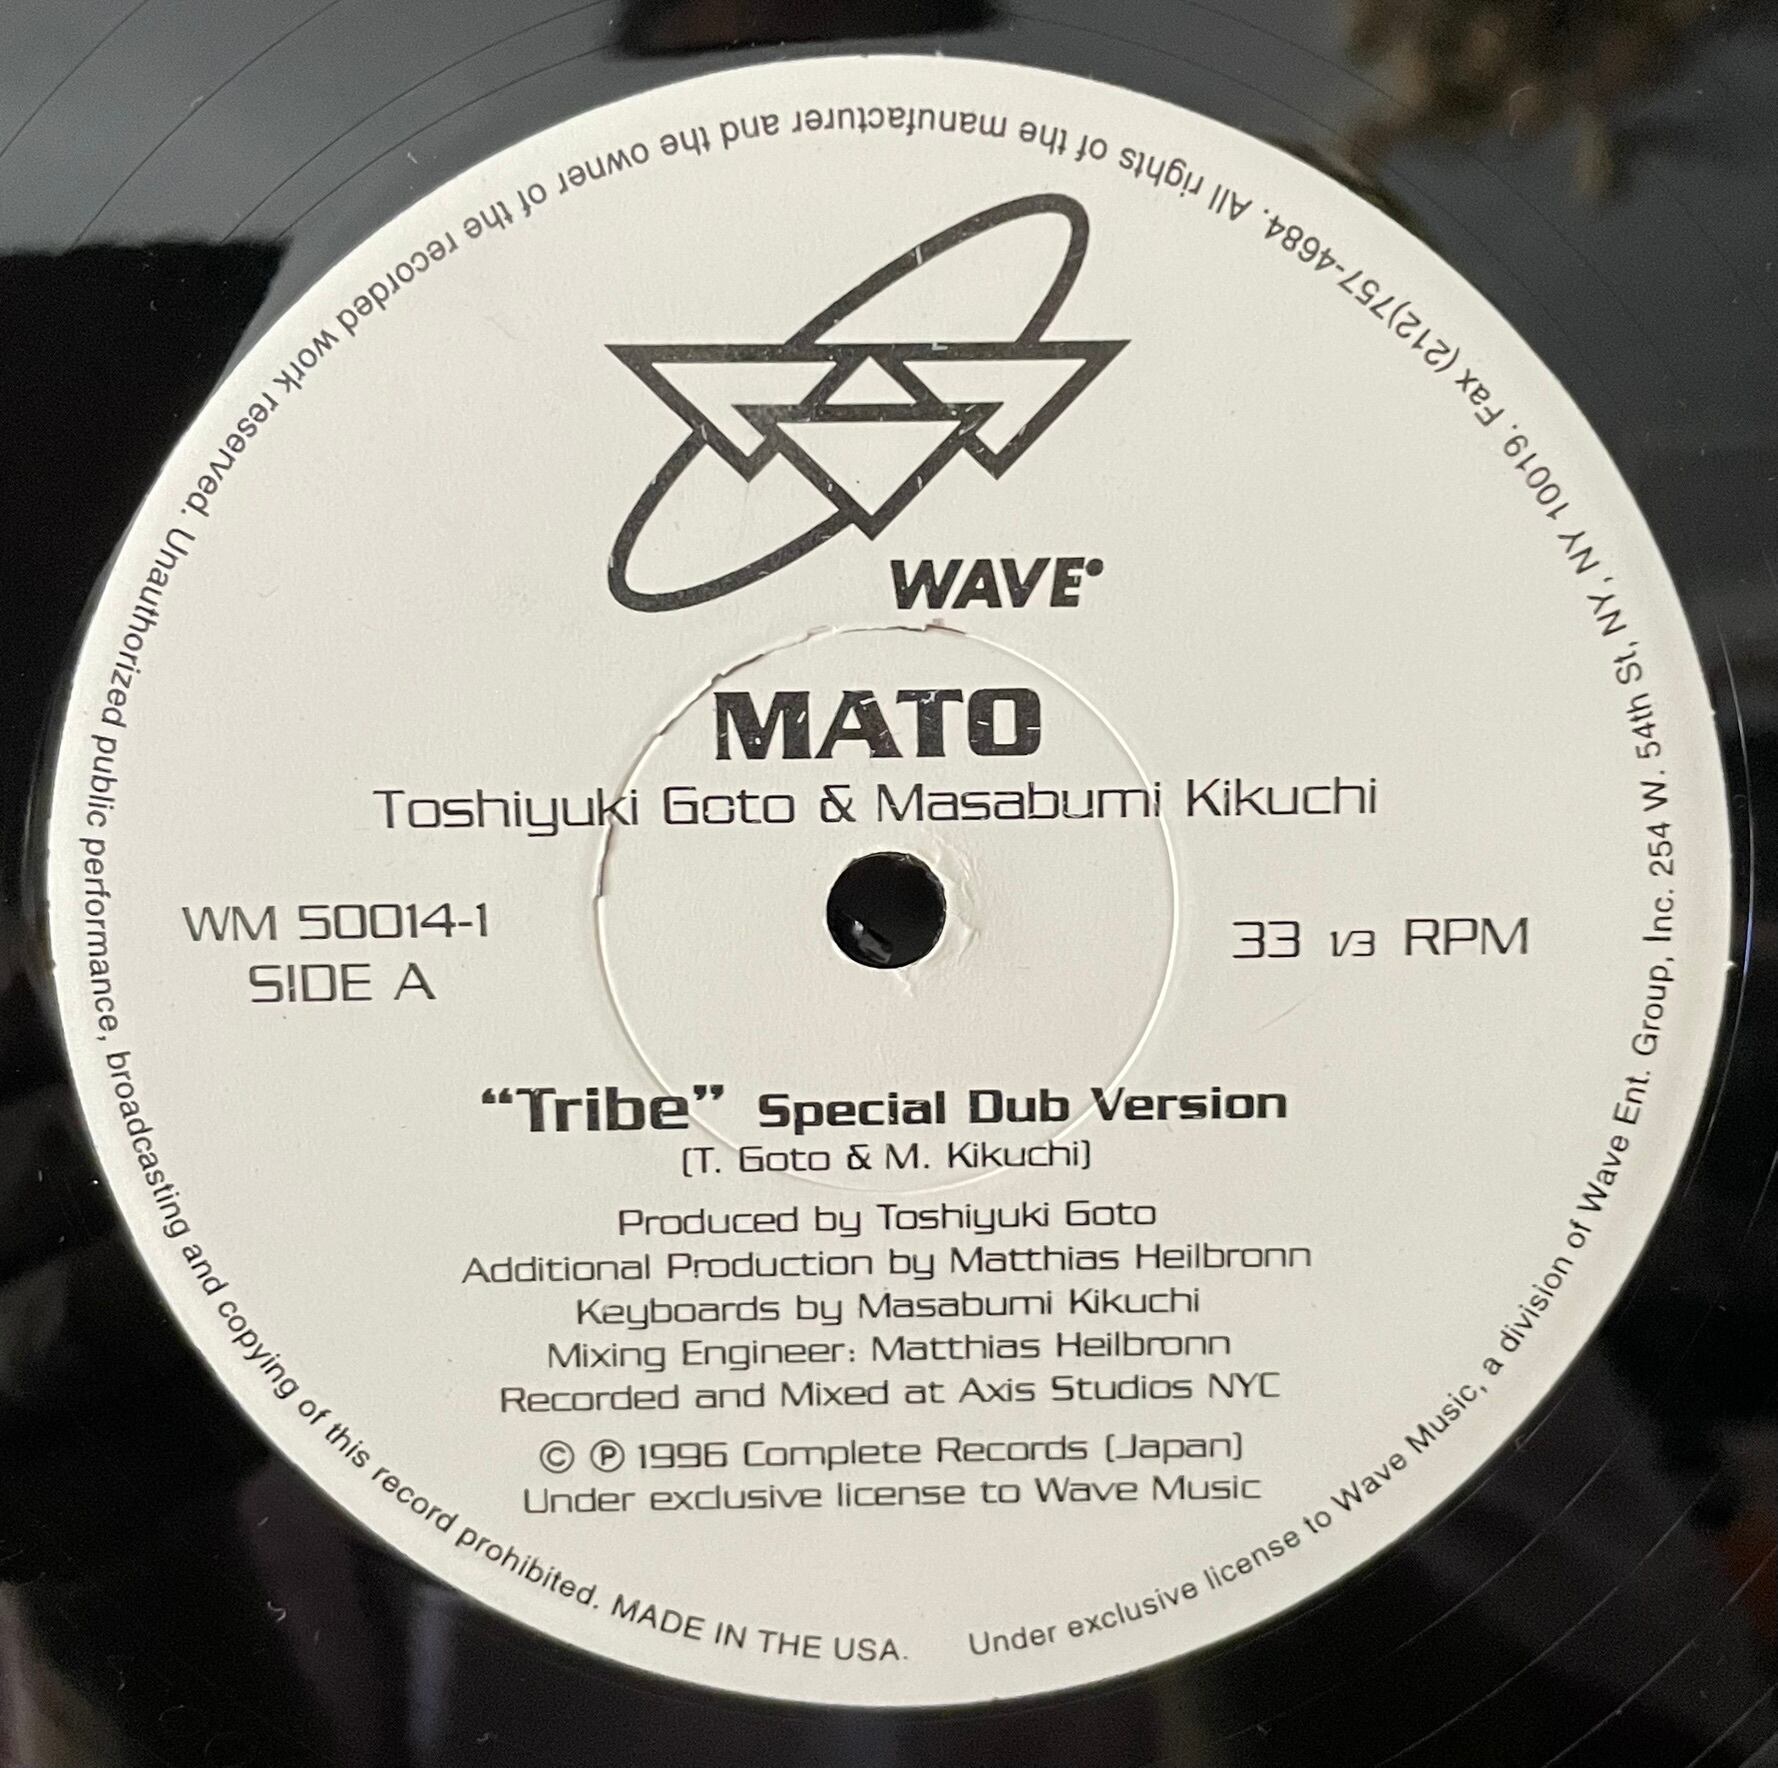 WAVE
MATO
Toshiyuki Goto & Masabumi Kikuchi
WM 50014-1
SIDE A
33 1/3 RPM
“Tribe” Special Dub Version
(T. Goto & M. Kikuchi)
Produced by Toshiyuki Goto
Additional Production by Matthias Heilbronn
Keyboards by Masabumi Kikuchi
Mixing Engineer: Matthias Heilbronn
Recorded and Mixed at Axis Studios NYC
© ℗ 1996 Complete Records (Japan)
Under exclusive license to Wave Music
Under exclusive license to Wave Music, a division of Wave Ent. Group, Inc. 254 W. 54th St, NY, NY 10019. Fax (212)757-4684. All rights of the manufacturer and the owner of the recorded work reserved. Unauthorized public performance, broadcasting and copying of this record prohibited. MADE IN THE USA.